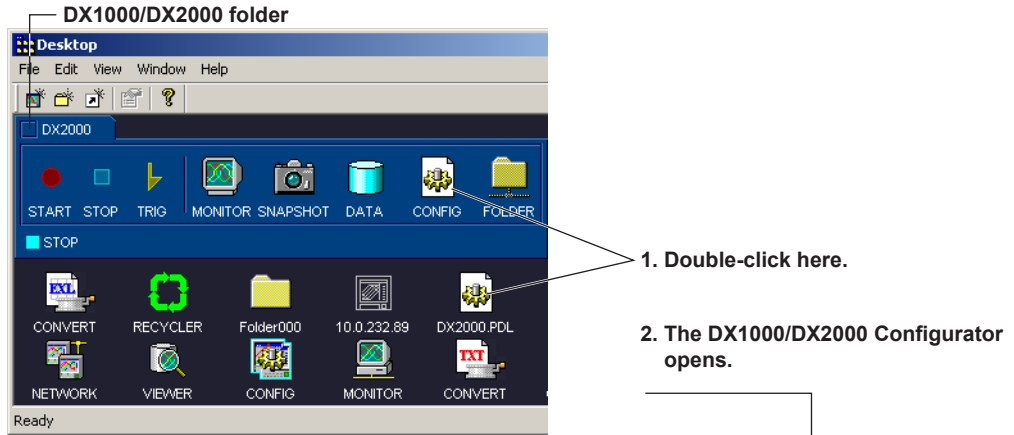 DX1000/DX2000 folder
Desktop
File Edit View Window Help
DX2000
START STOP TRIG MONITOR SNAPSHOT DATA CONFIG FOLDER
STOP
EXL
CONVERT RECYCLER Folder000 10.0.232.89 DX2000.PDL
TXT
NETWORK VIEWER CONFIG MONITOR CONVERT
Ready
1. Double-click here.
2. The DX1000/DX2000 Configurator
opens.